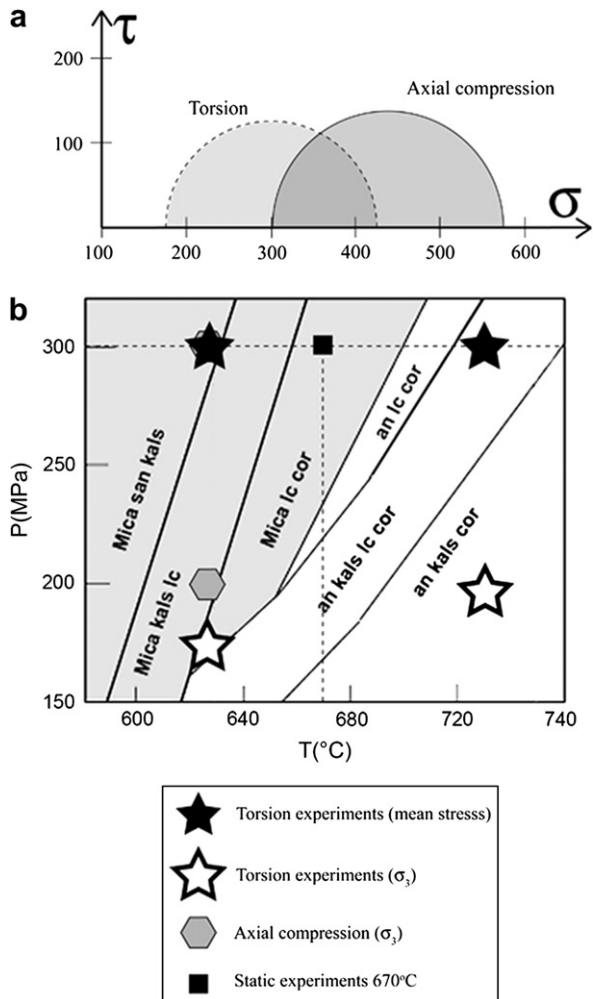 a
τ
200
100
Torsion
Axial compression
σ
100 200 300 400 500 600
b
P(MPa)
300
250
200
150
Mica san kals
Mica kals lc
Mica lc cor
an lc cor
an kals lc cor
an kals cor
600 640 680 720 740
T(°C)
Torsion experiments (mean stresss)
Torsion experiments (σ3)
Axial compression (σ3)
Static experiments 670°C